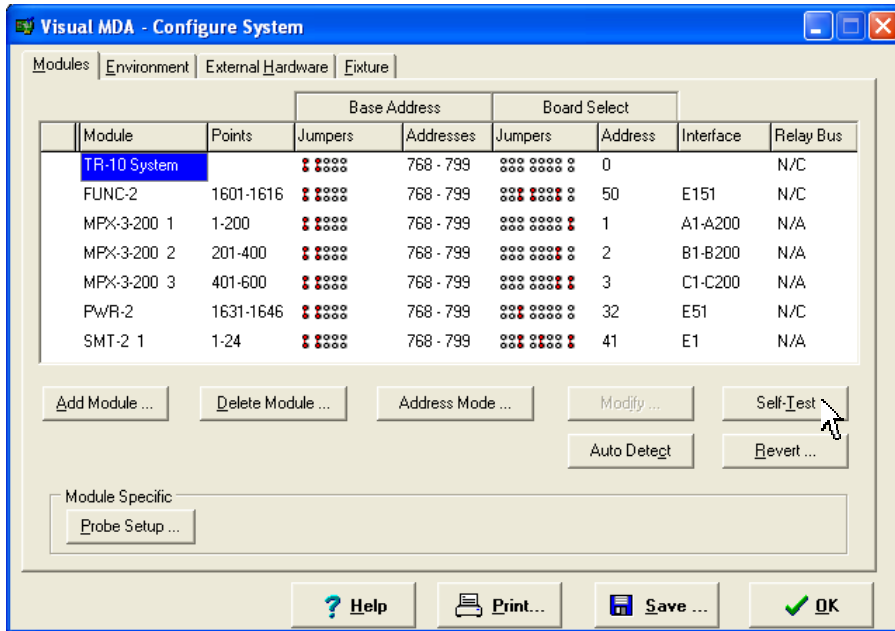 Visual MDA - Configure System
Modules Environment External Hardware Fixture
Base Address Board Select
Module Points Jumpers Addresses Jumpers Address Interface Relay Bus
TR-10 System 768 - 799 0 N/C
FUNC-2 1601-1616 768 - 799 50 E151 N/C
MPX-3-200 1 1-200 768 - 799 1 A1-A200 N/A
MPX-3-200 2 201-400 768 - 799 2 B1-B200 N/A
MPX-3-200 3 401-600 768 - 799 3 C1-C200 N/A
PWR-2 1631-1646 768 - 799 32 E51 N/C
SMT-2 1 1-24 768 - 799 41 E1 N/A
Add Module ... Delete Module ... Address Mode ... Modify ... Self-Test
Auto Detect Revert ...
Module Specific
Probe Setup ...
Help Print... Save ... OK